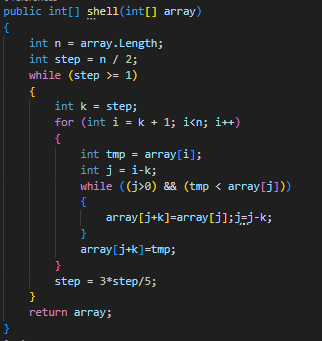 public int[] shell(int[] array)
{
int n = array.Length;
int step = n / 2;
while (step >= 1)
{
int k = step;
for (int i = k + 1; i<n; i++)
{
int tmp = array[i];
int j = i-k;
while ((j>0) && (tmp < array[j]))
{
array[j+k]=array[j];j=j-k;
}
array[j+k]=tmp;
}
step = 3*step/5;
}
return array;
}